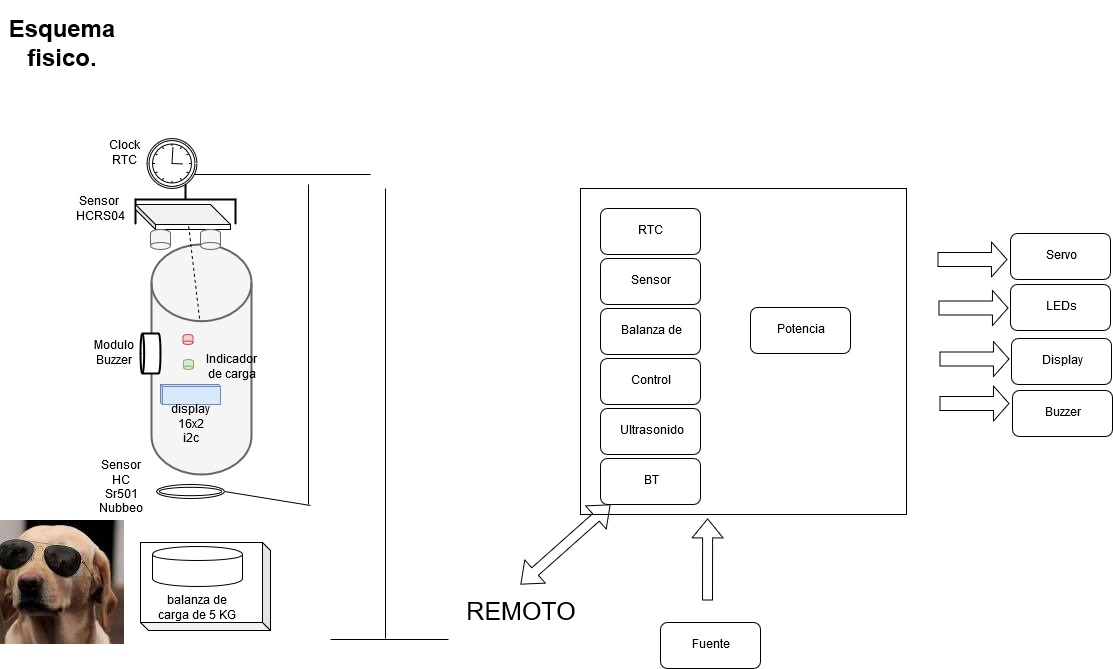 Esquema
fisico.
Clock
RTC
Sensor
HCRS04
Modulo
Buzzer
Indicador
de carga
display
16x2
i2c
Sensor
HC
Sr501
Nubbeo
balanza de
carga de 5 KG
RTC
Sensor
Balanza de
Control
Ultrasonido
BT
Potencia
REMOTO
Fuente
Servo
LEDs
Display
Buzzer